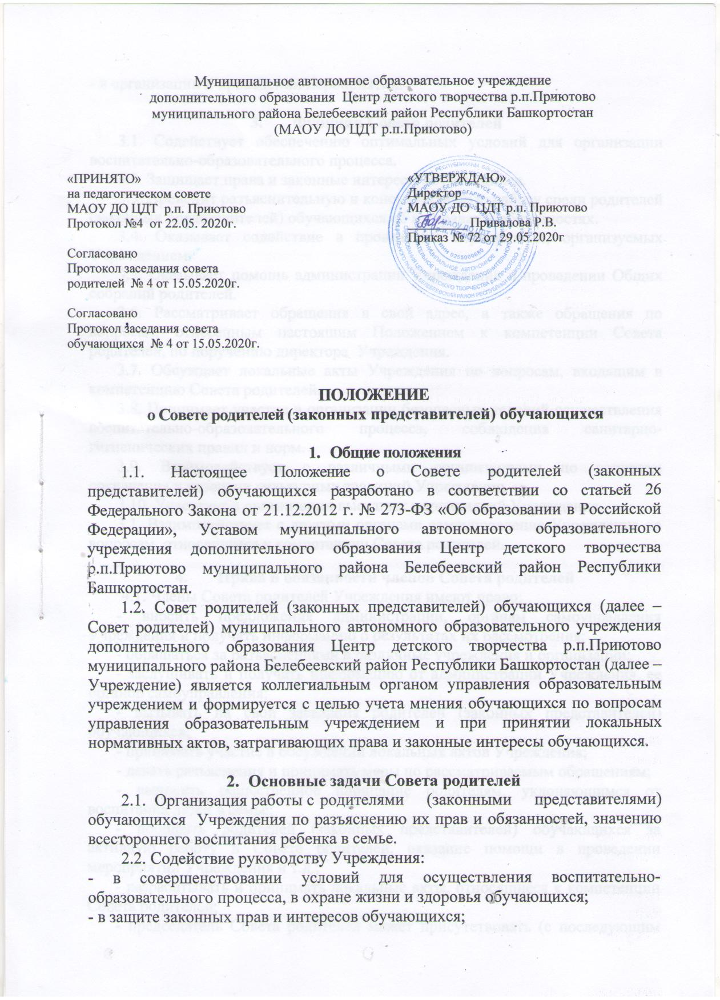 Муниципальное автономное образовательное учреждение
дополнительного образования  Центр детского творчества р.п.Приютово
муниципального района Белебеевский район Республики Башкортостан
(МАОУ ДО ЦДТ р.п.Приютово)
«ПРИНЯТО»
на педагогическом совете
МАОУ ДО ЦДТ  р.п. Приютово
Протокол №4  от 22.05. 2020г.
Согласовано
Протокол заседания совета
родителей  № 4 от 15.05.2020г.
Согласовано
Протокол заседания совета
обучающихся  № 4 от 15.05.2020г.
«УТВЕРЖДАЮ»
Директор
МАОУ ДО ЦДТ  р.п. Приютово
Привалова Р.В.
Приказ № 72 от 29.05.2020г
МАОУ ДО ЦДТ
р.п. ПРИЮТОВО
ИНН 0255009680
ПОЛОЖЕНИЕ
о Совете родителей (законных представителей) обучающихся
1.  Общие положения
1.1. Настоящее Положение о Совете родителей (законных
представителей) обучающихся разработано в соответствии со статьей 26
Федерального Закона от 21.12.2012 г. № 273-ФЗ «Об образовании в Российской
Федерации», Уставом муниципального автономного образовательного
учреждения дополнительного образования Центр детского творчества
р.п.Приютово муниципального района Белебеевский район Республики
Башкортостан.
1.2. Совет родителей (законных представителей) обучающихся (далее –
Совет родителей) муниципального автономного образовательного учреждения
дополнительного образования Центр детского творчества р.п.Приютово
муниципального района Белебеевский район Республики Башкортостан (далее –
Учреждение) является коллегиальным органом управления образовательным
учреждением и формируется с целью учета мнения обучающихся по вопросам
управления образовательным учреждением и при принятии локальных
нормативных актов, затрагивающих права и законные интересы обучающихся.
2.  Основные задачи Совета родителей
2.1. Организация работы с родителями (законными представителями)
обучающихся  Учреждения по разъяснению их прав и обязанностей, значению
всестороннего воспитания ребенка в семье.
2.2. Содействие руководству Учреждения:
- в совершенствовании условий для осуществления воспитательно-
образовательного процесса, в охране жизни и здоровья обучающихся;
- в защите законных прав и интересов обучающихся;